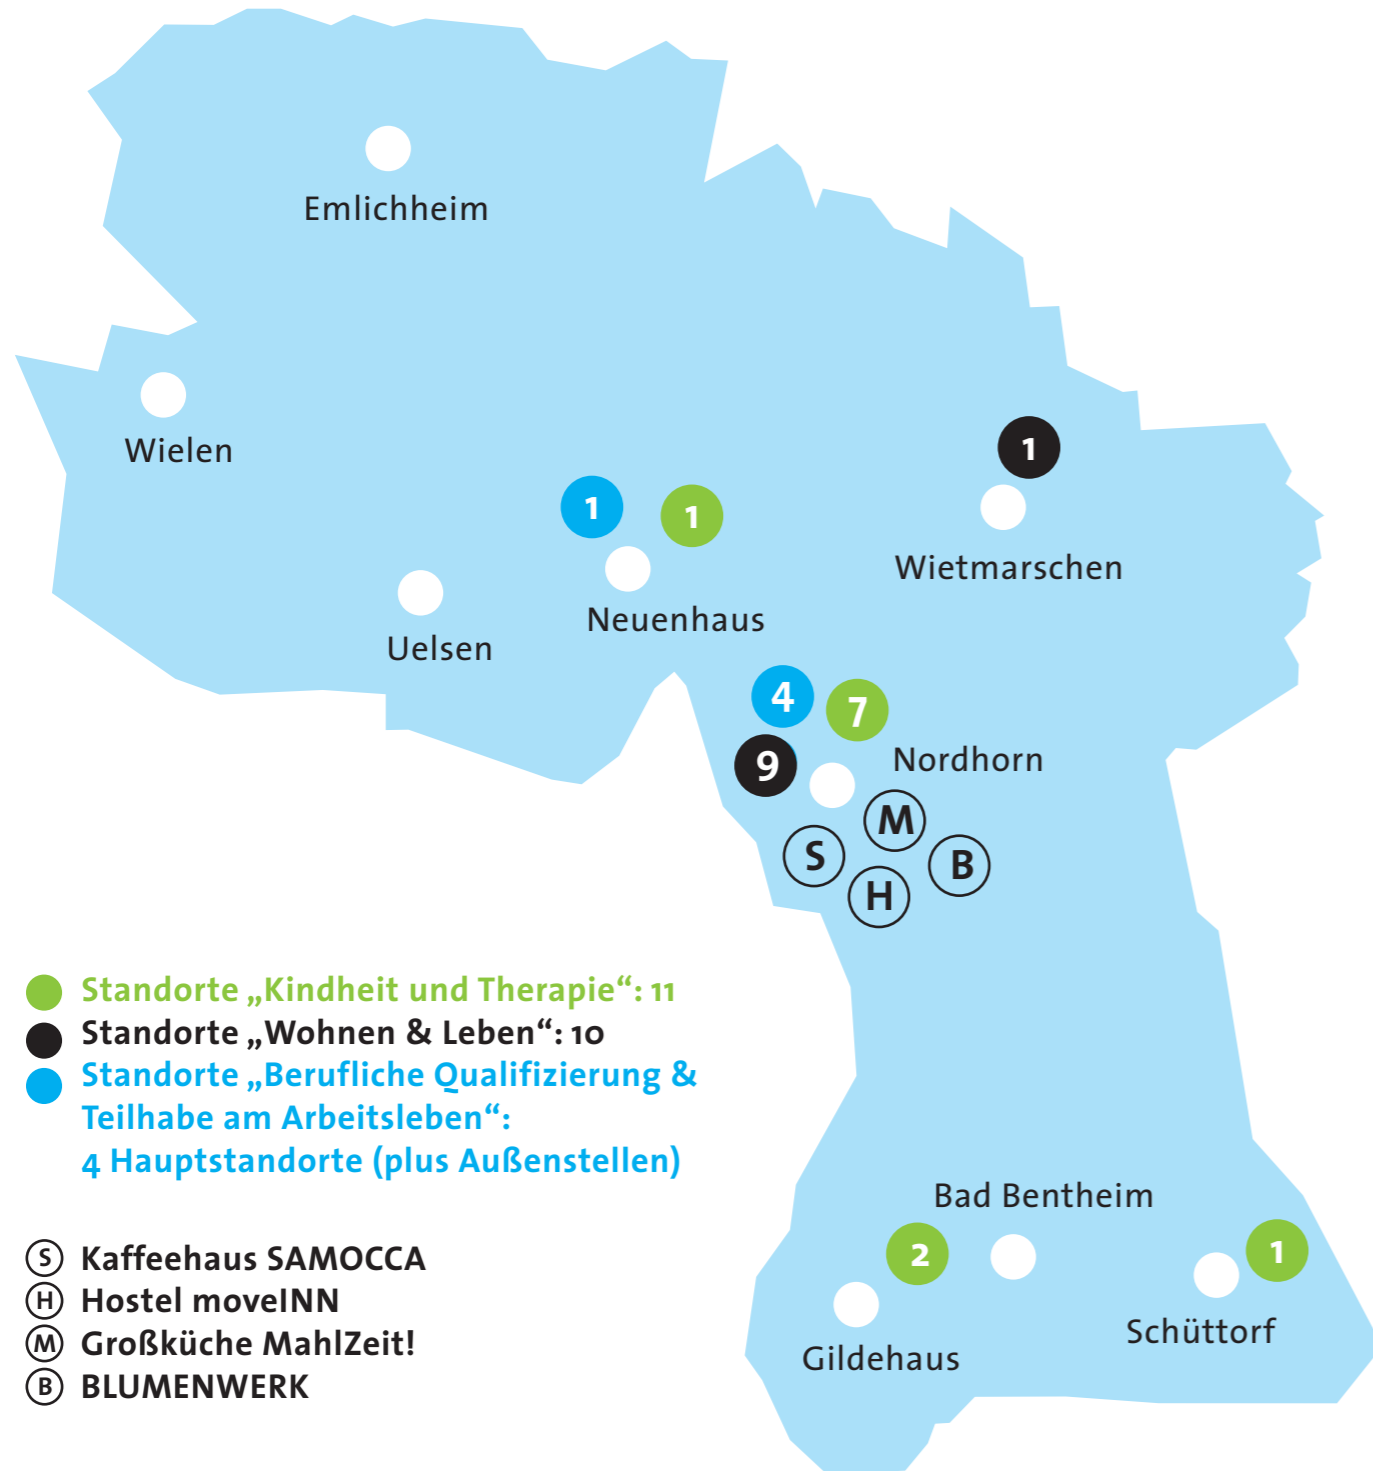 Emlichheim
Wielen
1
1
1
Wietmarschen
Neuenhaus
Uelsen
4
7
9
Nordhorn
M
S
B
H
Standorte „Kindheit und Therapie“: 11
Standorte „Wohnen & Leben“: 10
Standorte „Berufliche Qualifizierung &
Teilhabe am Arbeitsleben“:
4 Hauptstandorte (plus Außenstellen)
Bad Bentheim
2
1
Schüttorf
Gildehaus
S Kaffeehaus SAMOCCA
H Hostel moveINN
M Großküche MahlZeit!
B BLUMENWERK